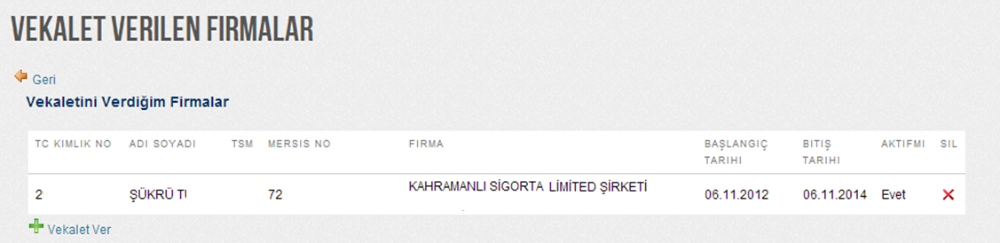 VEKALET VERILEN FIRMALAR
Geri
Vekaletini Verdiğim Firmalar
TC KIMLIK NO ADI SOYADI TSM MERSIS NO FIRMA BAŞLANGIÇ TARIHI BITIŞ TARIHI AKTIFMI SIL
2 ŞÜKRÜ 72 KAHRAMANLI SİGORTA LİMİTED ŞİRKETİ 06.11.2012 06.11.2014 Evet
Vekalet Ver